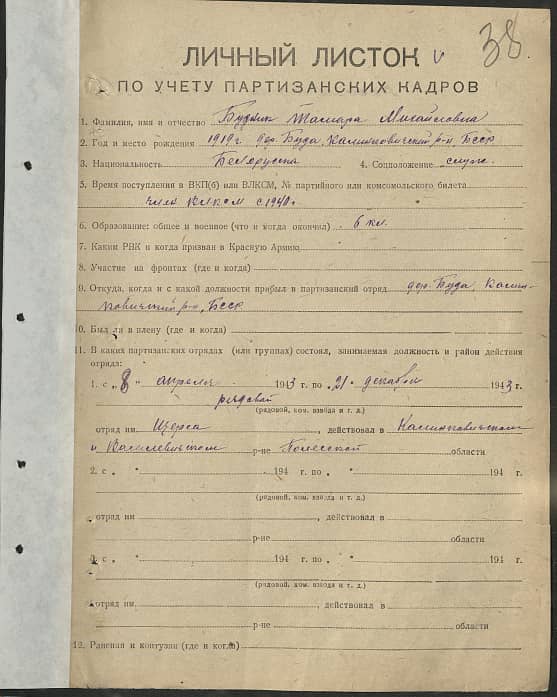 38
ЛИЧНЫЙ ЛИСТОК
ПО УЧЕТУ ПАРТИЗАНСКИХ КАДРОВ
1. Фамилия, имя и отчество Будник Тамара Михайловна
2. Год и место рождения 1919 г. дер. Буда, Калинковичский р-н, Бсср
3. Национальность Белоруска 4. Соцположение служ.
5. Время поступления в ВКП(б) или ВЛКСМ, № партийного или комсомольского билета
член ВЛКСМ с 1940 г.
6. Образование: общее и военное (что и когда окончил) 6 кл.
7. Каким РВК и когда призван в Красную Армию
8. Участие на фронтах (где и когда)
9. Откуда, когда и с какой должности прибыл в партизанский отряд дер. Буда, Калин-
ковичский р-н, Бсср
10. Был ли в плену (где и когда)
11. В каких партизанских отрядах (или группах) состоял, занимаемая должность и район действия
отряда:
1. с „8" апреля 1943 г. по „21" декабря 1943 г.
рядовой
(рядовой, ком. взвода и т. д.)
отряд им Щорса, действовал в Калинковичском
и Василевичском р-не Полесской области
2. с „ " 194 г. по „ " 194 г.
(рядовой, ком. взвода и т. д.)
отряд им , действовал в
р-не области
3. с „ " 194 г. по „ " 194 г.
(рядовой, ком. взвода и т. д.)
отряд им. , действовал в
р-не области
12. Ранения и контузии (где и когда)